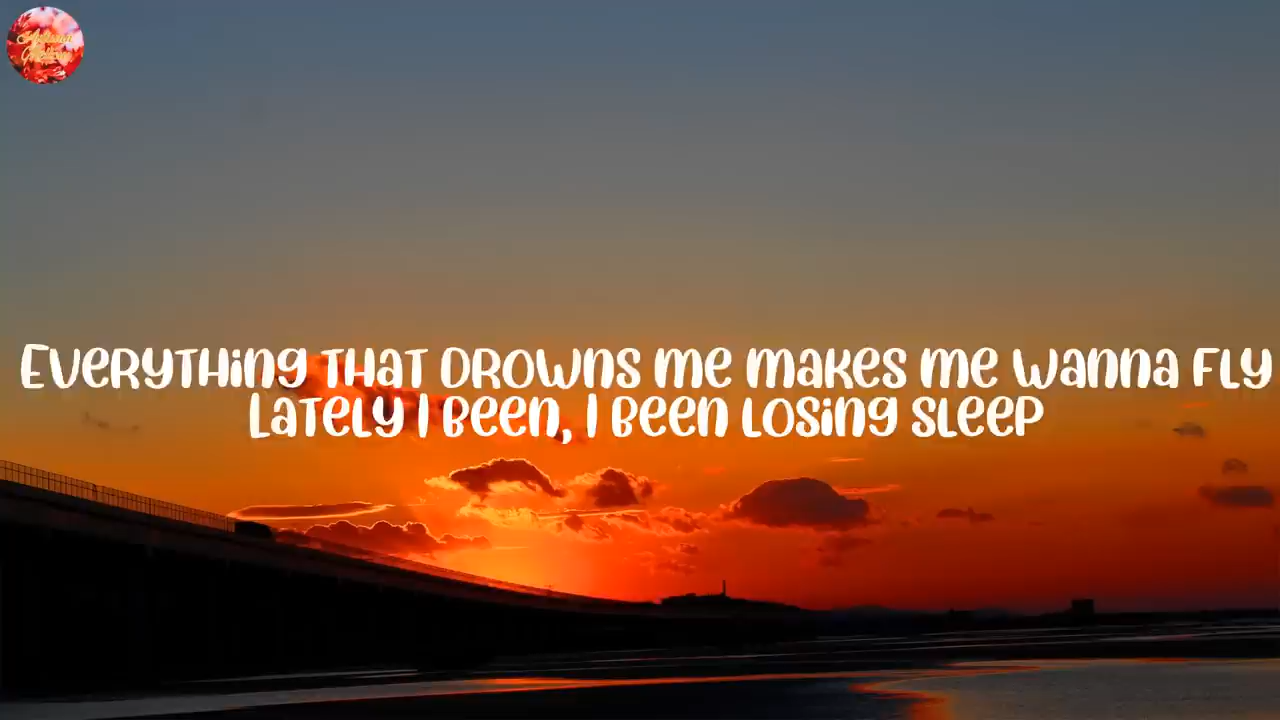 Everything that drowns me makes me wanna fly
Lately I been, I been losing sleep